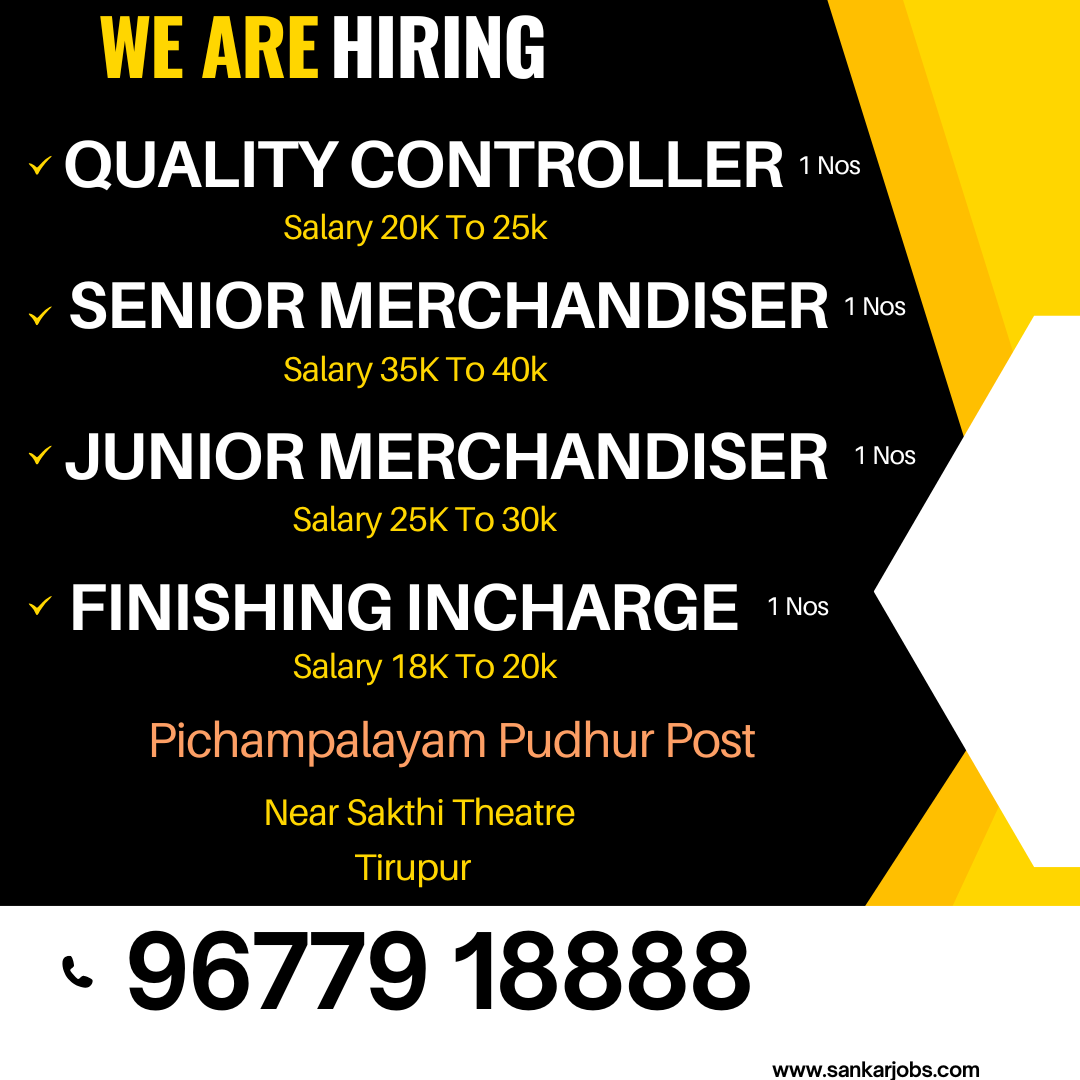 WE ARE HIRING
QUALITY CONTROLLER 1 Nos
Salary 20K To 25k
SENIOR MERCHANDISER 1 Nos
Salary 35K To 40k
JUNIOR MERCHANDISER 1 Nos
Salary 25K To 30k
FINISHING INCHARGE 1 Nos
Salary 18K To 20k
Pichampalayam Pudhur Post
Near Sakthi Theatre
Tirupur
96779 18888
www.sankarjobs.com